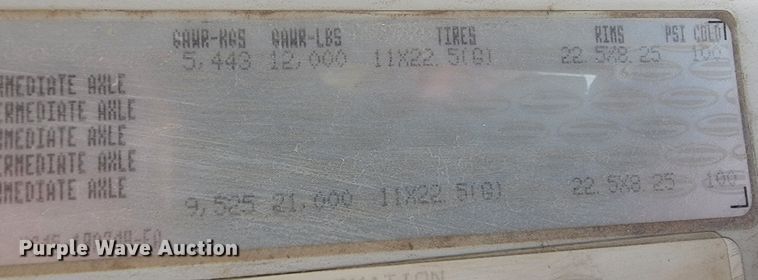 GAWR-KGS GAWR-LBS TIRES RIMS PSI COLD
5,443 12,000 11X22.5(G) 22.5X8.25 100
RMEDIATE AXLE
ERMEDIATE AXLE
RMEDIATE AXLE
ERMEDIATE AXLE
RMEDIATE AXLE
9,525 21,000 11X22.5(G) 22.5X8.25 100
Purple Wave Auction